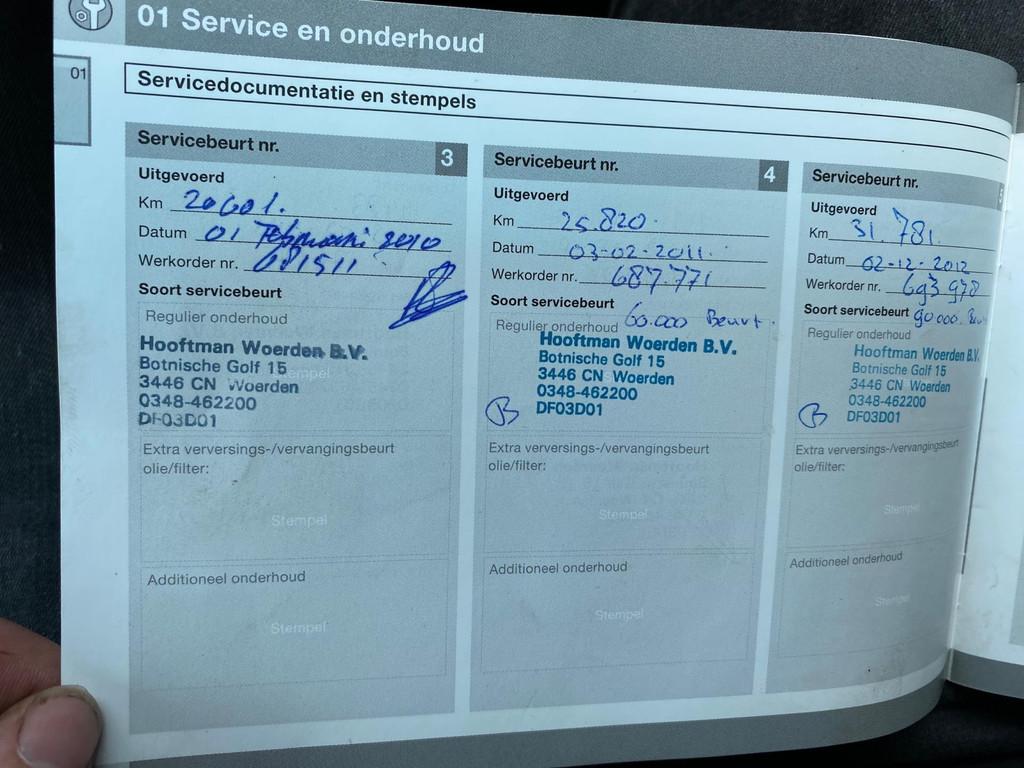 01 Service en onderhoud
01
Servicedocumentatie en stempels
Servicebeurt nr. 3
Uitgevoerd
Km
Datum 01 Februari 2010
Werkorder nr. 081511
Soort servicebeurt
Regulier onderhoud
Hooftman Woerden B.V.
Botnische Golf 15
3446 CN Woerden
0348-462200
DF03D01
Extra verversings-/vervangingsbeurt
olie/filter:
Stempel
Additioneel onderhoud
Stempel
Servicebeurt nr. 4
Uitgevoerd
Km 25.820.
Datum 03-02-2011.
Werkorder nr. 687.771
Soort servicebeurt
Regulier onderhoud 60.000 Beurt.
Hooftman Woerden B.V.
Botnische Golf 15
3446 CN Woerden
0348-462200
DF03D01
Extra verversings-/vervangingsbeurt
olie/filter:
Stempel
Additioneel onderhoud
Stempel
Servicebeurt nr.
Uitgevoerd
Km 31.781.
Datum 02-12-2012
Werkorder nr. 693 978
Soort servicebeurt 90000.
Regulier onderhoud
Hooftman Woerden B.V.
Botnische Golf 15
3446 CN Woerden
0348-462200
DF03D01
Extra verversings-/vervangingsbeurt
olie/filter:
Stempel
Additioneel onderhoud
Stempel